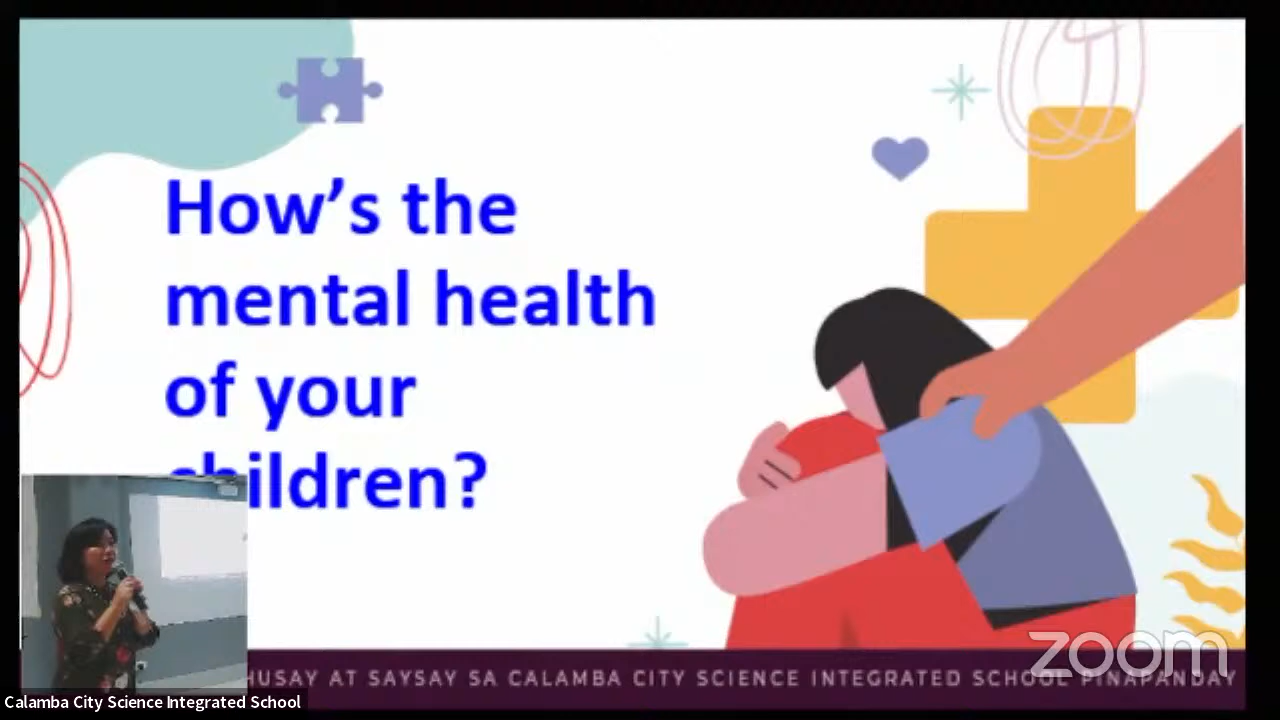 How’s the
mental health
of your
children?
HUSAY AT SAYSAY SA CALAMBA CITY SCIENCE INTEGRATED SCHOOL PINAPANDAY
zoom
Calamba City Science Integrated School